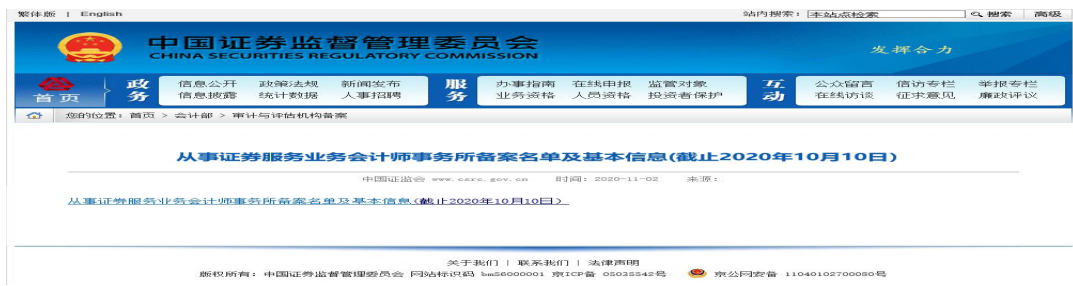 繁体版 | English 站内搜索: 本站点检索 搜索 高级
中国证券监督管理委员会
CHINA SECURITIES REGULATORY COMMISSION
发挥合力
首页 政务 信息公开 政策法规 新闻发布 服务 办事指南 在线申报 监管对象 互动 公众留言 信访专栏 举报专栏
信息披露 统计数据 人事招聘 业务资格 人员资格 投资者保护 在线访谈 征求意见 廉政评议
您的位置: 首页 > 会计部 > 审计与评估机构备案
从事证券服务业务会计师事务所备案名单及基本信息(截止2020年10月10日)
中国证监会 www.csrc.gov.cn 时间: 2020-11-02 来源:
从事证券服务业务会计师事务所备案名单及基本信息(截止2020年10月10日)
关于我们 | 联系我们 | 法律声明
版权所有: 中国证券监督管理委员会 网站标识码 bm56000001 京ICP备 05035542号 京公网安备 11040102700080号